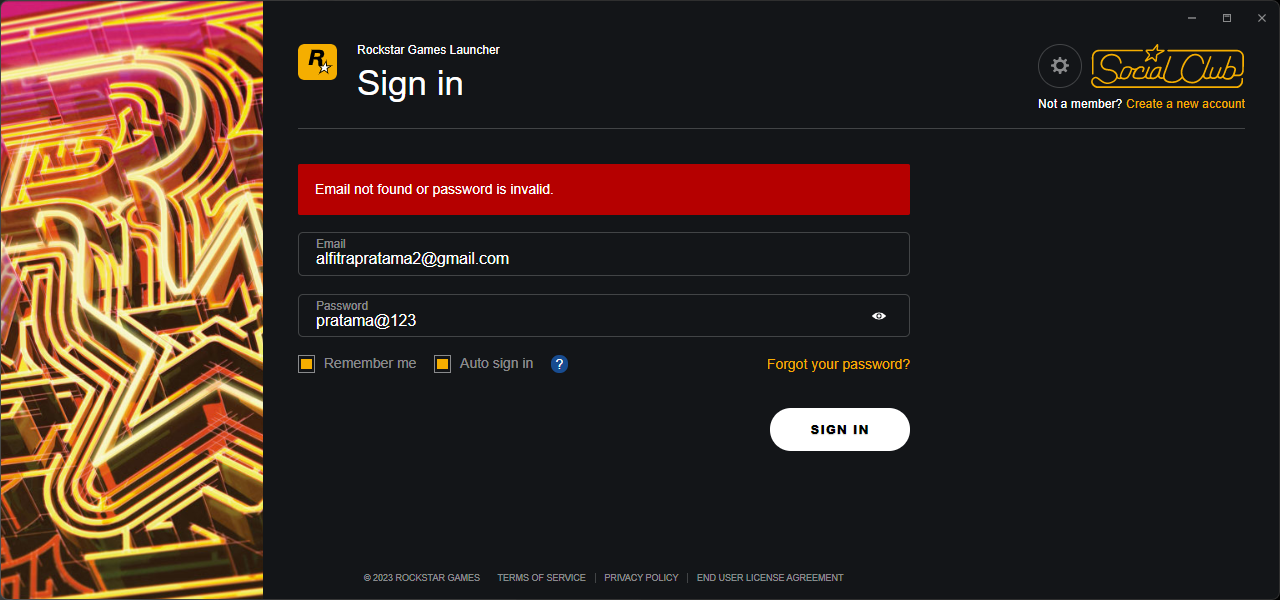 Rockstar Games Launcher
Sign in
R
Social Club
Not a member? Create a new account
Email not found or password is invalid.
Email
alfitrapratama2@gmail.com
Password
pratama@123
Remember me Auto sign in ? Forgot your password?
SIGN IN
© 2023 ROCKSTAR GAMES TERMS OF SERVICE | PRIVACY POLICY | END USER LICENSE AGREEMENT